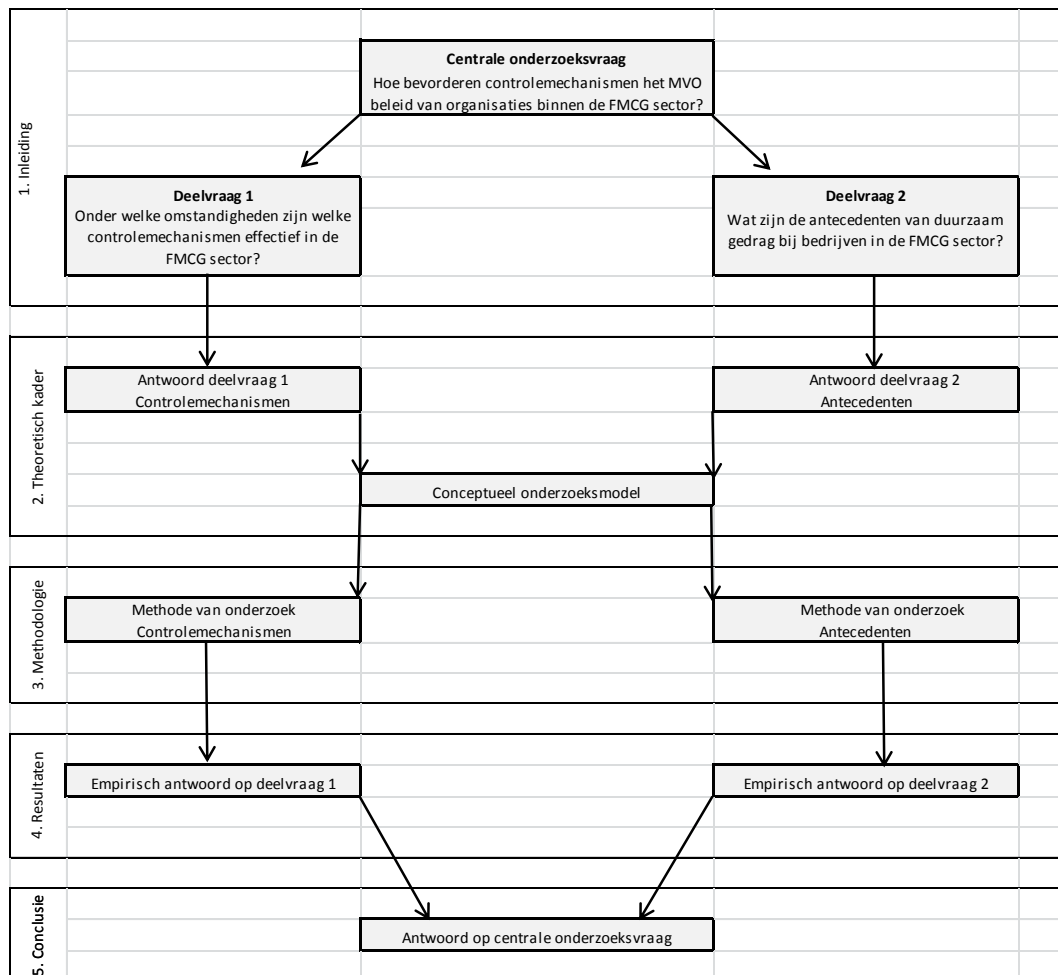 1. Inleiding
Centrale onderzoeksvraag
Hoe bevorderen controlemechanismen het MVO
beleid van organisaties binnen de FMCG sector?
Deelvraag 1
Onder welke omstandigheden zijn welke
controlemechanismen effectief in de
FMCG sector?
Deelvraag 2
Wat zijn de antecedenten van duurzaam
gedrag bij bedrijven in de FMCG sector?
2. Theoretisch kader
Antwoord deelvraag 1
Controlemechanismen
Antwoord deelvraag 2
Antecedenten
Conceptueel onderzoeksmodel
3. Methodologie
Methode van onderzoek
Controlemechanismen
Methode van onderzoek
Antecedenten
4. Resultaten
Empirisch antwoord op deelvraag 1
Empirisch antwoord op deelvraag 2
5. Conclusie
Antwoord op centrale onderzoeksvraag